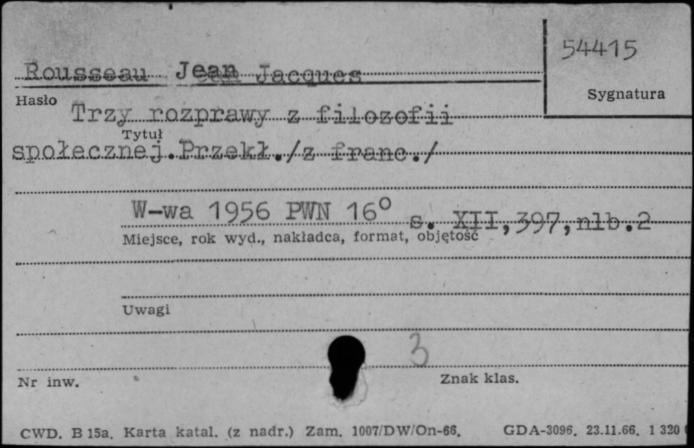 54415
Rousseau Jean Jacques
Sygnatura
Hasło
Trzy rozprawy z filozofii
Tytuł
społecznej.Przekł./z franc./
W-wa 1956 PWN 16° s. XII,397,nlb.2
Miejsce, rok wyd., nakładca, format, objętość
Uwagi
3
Nr inw.
Znak klas.
CWD. B 15a. Karta katal. (z nadr.) Zam. 1007/DW/On-66. GDA-3096. 23.11.66. 1 320